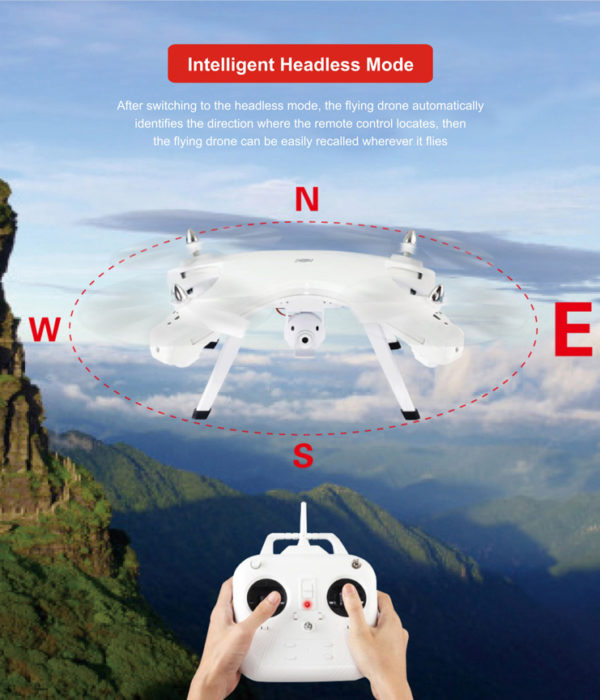 Intelligent Headless Mode
After switching to the headless mode, the flying drone automatically
identifies the direction where the remote control locates, then
the flying drone can be easily recalled wherever it flies
N
W
E
S